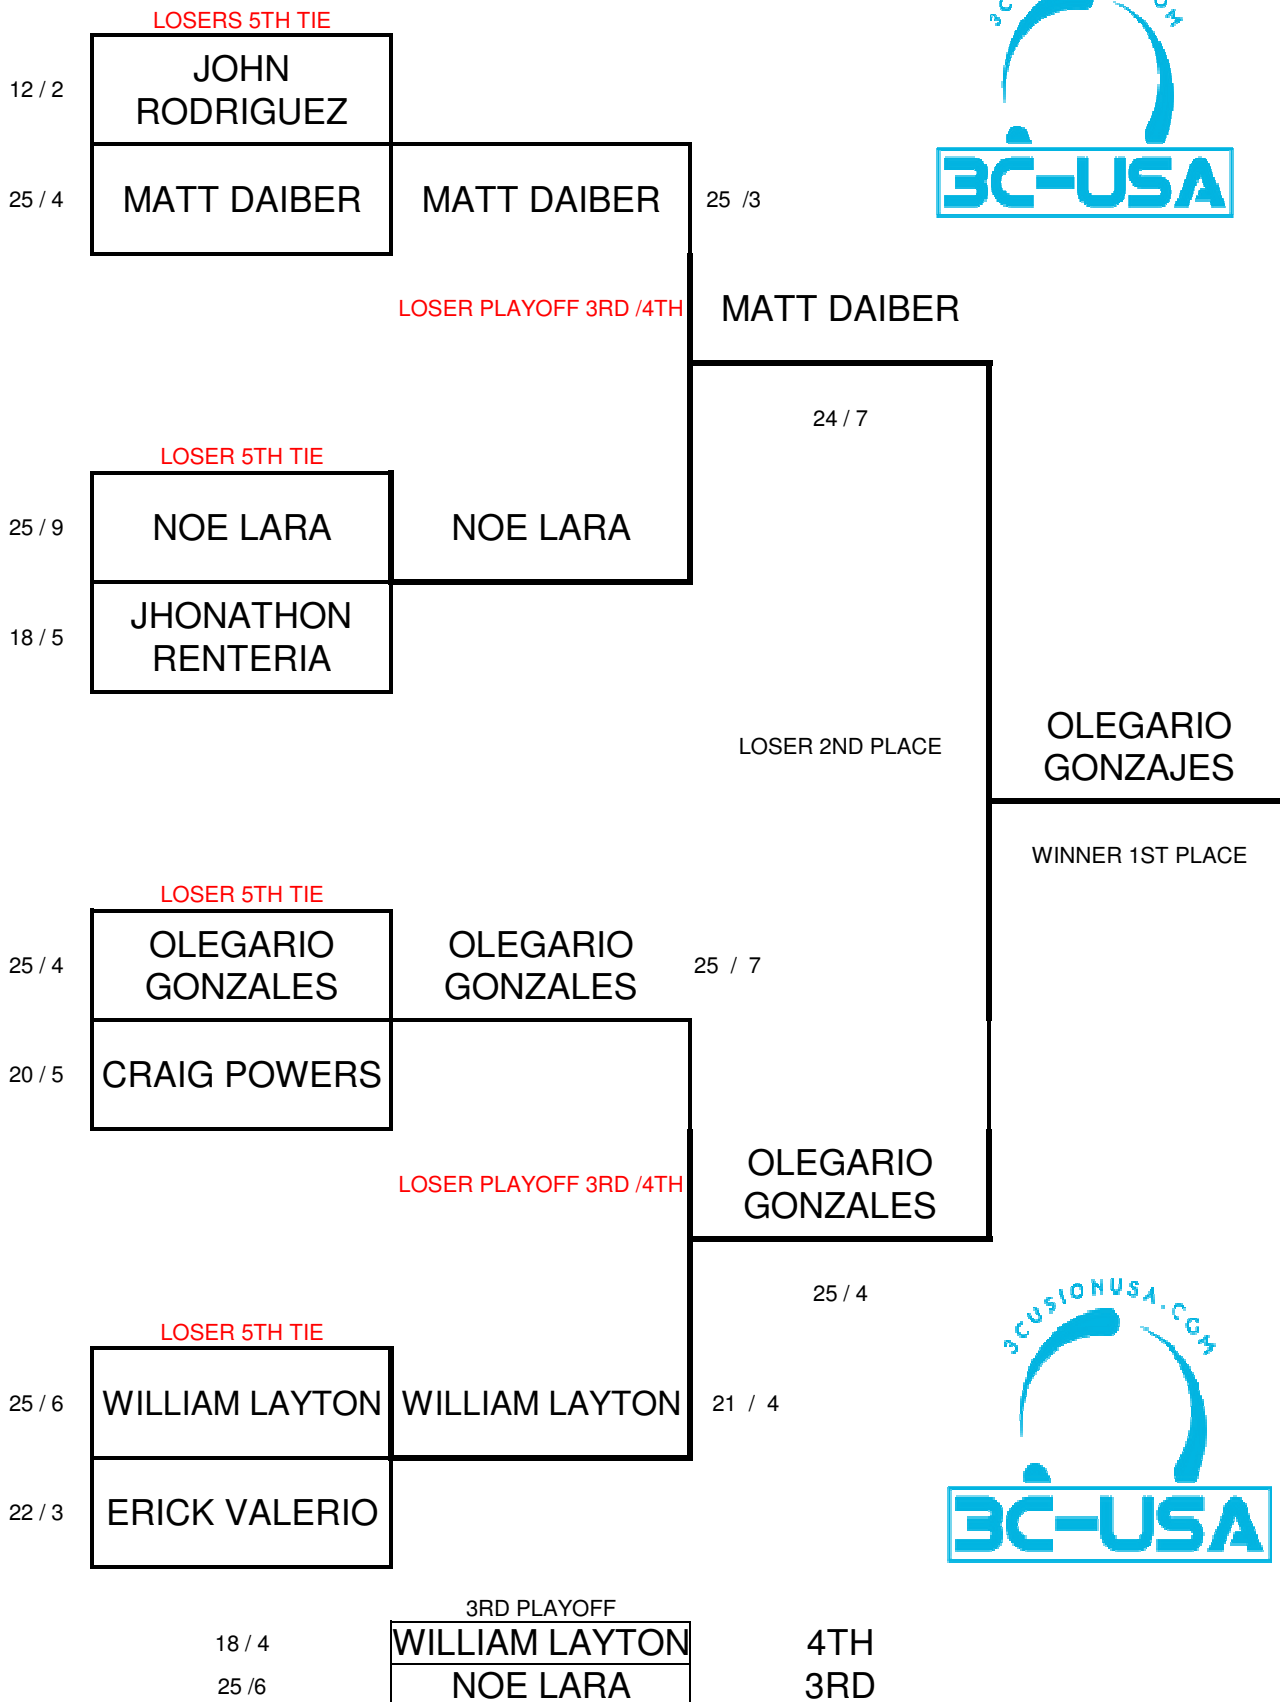 LOSERS 5TH TIE
12 / 2
JOHN
RODRIGUEZ
25 / 4
MATT DAIBER
MATT DAIBER
25 /3
3C-USA
LOSER PLAYOFF 3RD /4TH
MATT DAIBER
24 / 7
LOSER 5TH TIE
25 / 9
NOE LARA
NOE LARA
18 / 5
JHONATHON
RENTERIA
LOSER 2ND PLACE
OLEGARIO
GONZAJES
WINNER 1ST PLACE
LOSER 5TH TIE
25 / 4
OLEGARIO
GONZALES
OLEGARIO
GONZALES
25 / 7
20 / 5
CRAIG POWERS
LOSER PLAYOFF 3RD /4TH
OLEGARIO
GONZALES
25 / 4
3CUSIONUSA.COM
LOSER 5TH TIE
25 / 6
WILLIAM LAYTON
WILLIAM LAYTON
21 / 4
22 / 3
ERICK VALERIO
3C-USA
3RD PLAYOFF
18 / 4
WILLIAM LAYTON
4TH
25 /6
NOE LARA
3RD